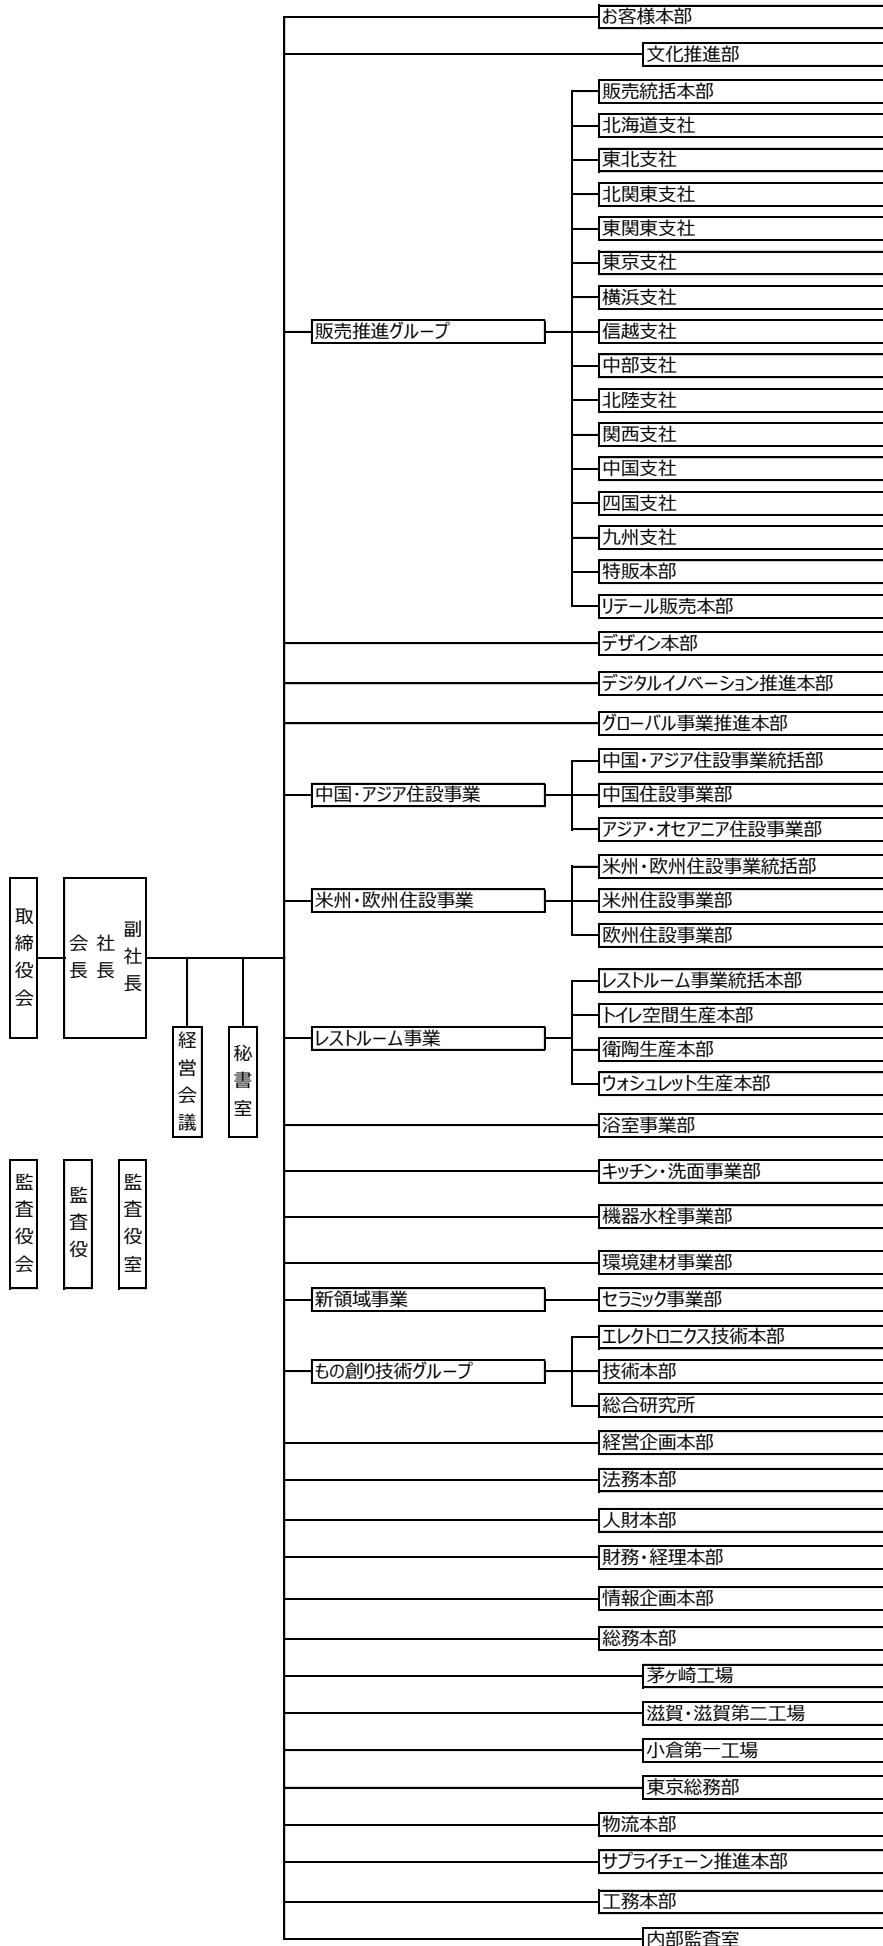 お客様本部
文化推進部
販売統括本部
北海道支社
東北支社
北関東支社
東関東支社
東京支社
横浜支社
販売推進グループ
信越支社
中部支社
北陸支社
関西支社
中国支社
四国支社
九州支社
特販本部
リテール販売本部
デザイン本部
デジタルイノベーション推進本部
グローバル事業推進本部
中国・アジア住設事業統括部
中国・アジア住設事業
中国住設事業部
アジア・オセアニア住設事業部
米州・欧州住設事業統括部
米州・欧州住設事業
米州住設事業部
欧州住設事業部
取締役会
会長
社長
副社長
経営会議
秘書室
レストルーム事業統括本部
トイレ空間生産本部
レストルーム事業
衛陶生産本部
ウォシュレット生産本部
浴室事業部
監査役会
監査役
監査役室
キッチン・洗面事業部
機器水栓事業部
環境建材事業部
新領域事業
セラミック事業部
エレクトロニクス技術本部
もの創り技術グループ
技術本部
総合研究所
経営企画本部
法務本部
人財本部
財務・経理本部
情報企画本部
総務本部
茅ヶ崎工場
滋賀・滋賀第二工場
小倉第一工場
東京総務部
物流本部
サプライチェーン推進本部
工務本部
内部監査室